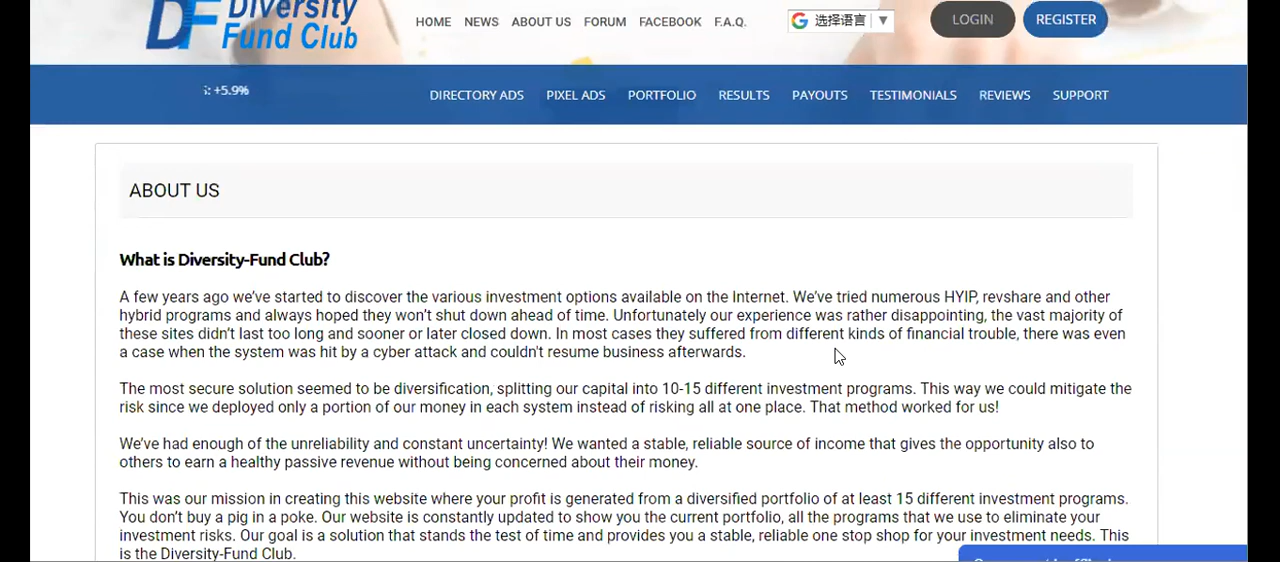 Diversity
DF Fund Club
HOME NEWS ABOUT US FORUM FACEBOOK F.A.Q. 选择语言 ▼ LOGIN REGISTER
: +5.9%
DIRECTORY ADS PIXEL ADS PORTFOLIO RESULTS PAYOUTS TESTIMONIALS REVIEWS SUPPORT
ABOUT US
What is Diversity-Fund Club?
A few years ago we've started to discover the various investment options available on the Internet. We've tried numerous HYIP, revshare and other
hybrid programs and always hoped they won't shut down ahead of time. Unfortunately our experience was rather disappointing, the vast majority of
these sites didn't last too long and sooner or later closed down. In most cases they suffered from different kinds of financial trouble, there was even
a case when the system was hit by a cyber attack and couldn't resume business afterwards.
The most secure solution seemed to be diversification, splitting our capital into 10-15 different investment programs. This way we could mitigate the
risk since we deployed only a portion of our money in each system instead of risking all at one place. That method worked for us!
We've had enough of the unreliability and constant uncertainty! We wanted a stable, reliable source of income that gives the opportunity also to
others to earn a healthy passive revenue without being concerned about their money.
This was our mission in creating this website where your profit is generated from a diversified portfolio of at least 15 different investment programs.
You don't buy a pig in a poke. Our website is constantly updated to show you the current portfolio, all the programs that we use to eliminate your
investment risks. Our goal is a solution that stands the test of time and provides you a stable, reliable one stop shop for your investment needs. This
is the Diversity-Fund Club.